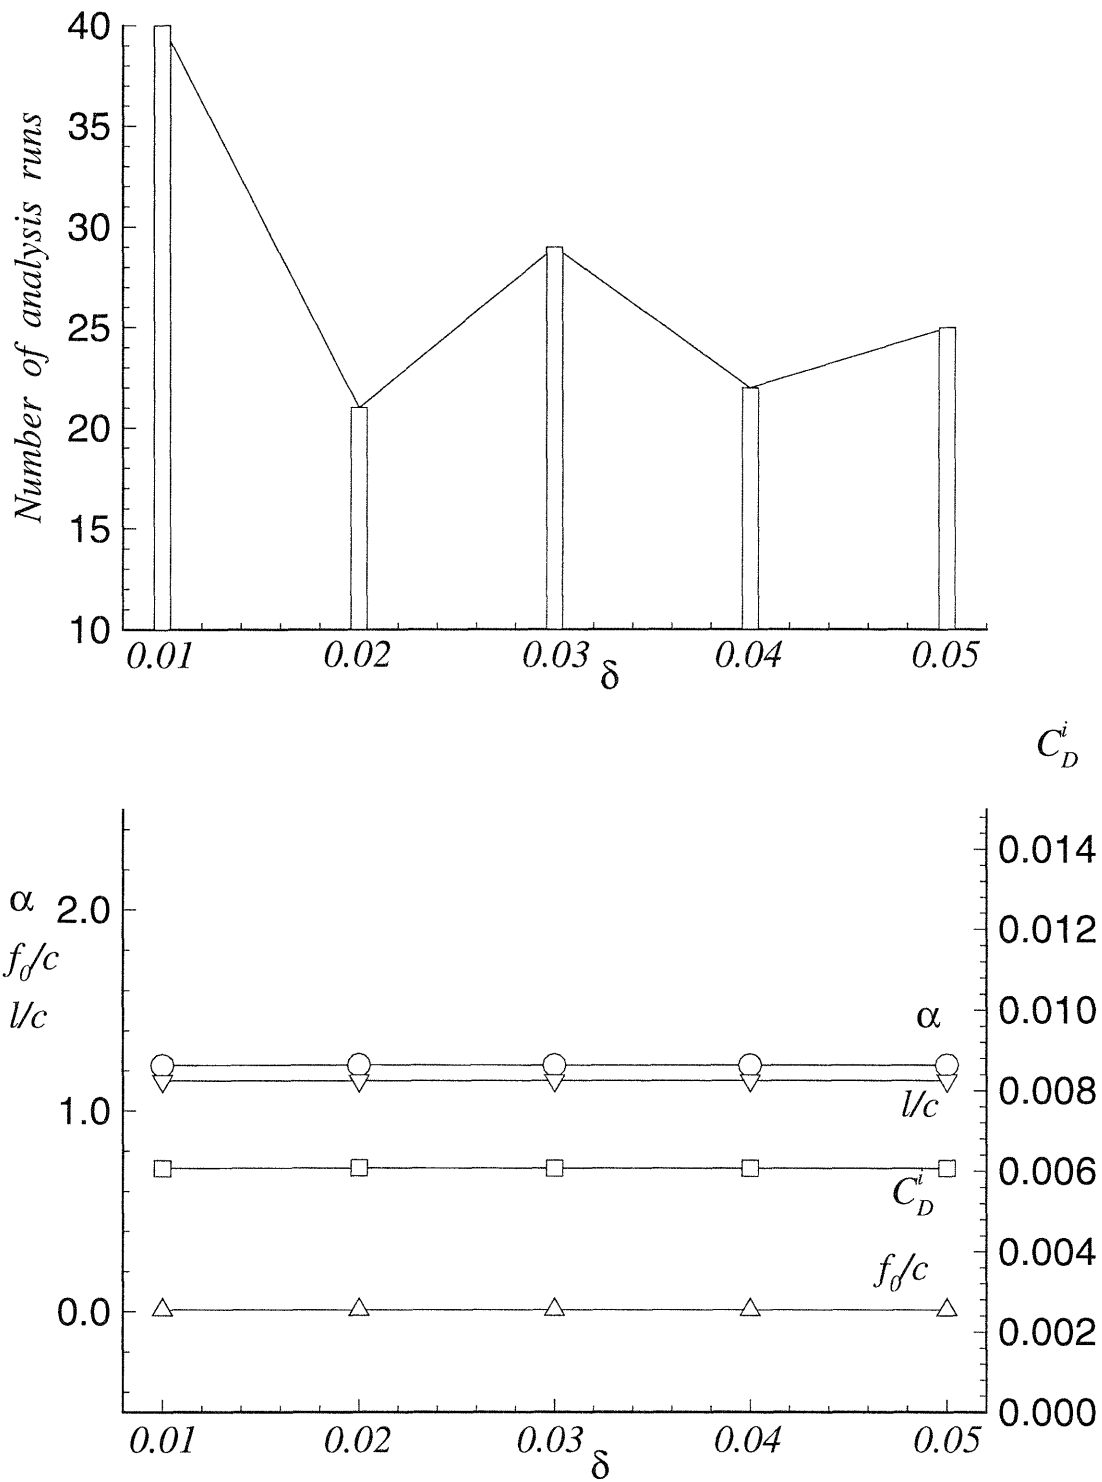 40
35
30
25
20
15
10
Number of analysis runs
0.01 0.02 0.03 0.04 0.05
δ
C_D^i
α 2.0
f_0/c
l/c
1.0
0.0
0.014
0.012
0.010
0.008
0.006
0.004
0.002
0.000
α
l/c
C_D^i
f_0/c
0.01 0.02 0.03 0.04 0.05
δ